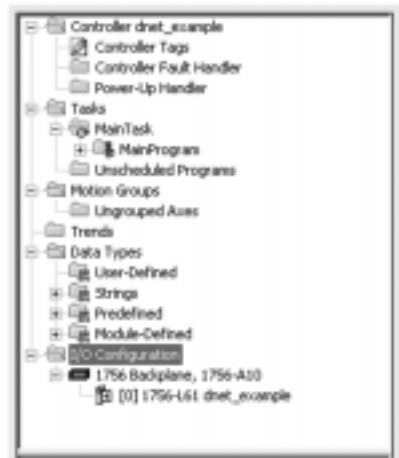 Controller dnet_example
Controller Tags
Controller Fault Handler
Power-Up Handler
Tasks
MainTask
MainProgram
Unscheduled Programs
Motion Groups
Ungrouped Axes
Trends
Data Types
User-Defined
Strings
Predefined
Module-Defined
I/O Configuration
1756 Backplane, 1756-A10
[0] 1756-L61 dnet_example